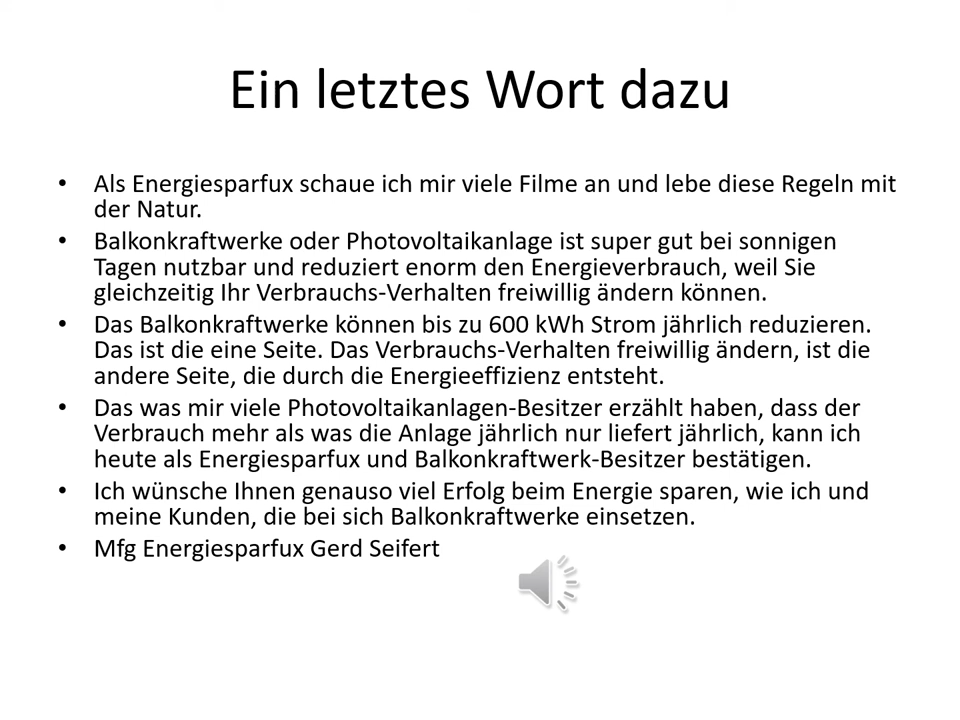 Ein letztes Wort dazu
• Als Energiesparfux schaue ich mir viele Filme an und lebe diese Regeln mit
der Natur.
• Balkonkraftwerke oder Photovoltaikanlage ist super gut bei sonnigen
Tagen nutzbar und reduziert enorm den Energieverbrauch, weil Sie
gleichzeitig Ihr Verbrauchs-Verhalten freiwillig ändern können.
• Das Balkonkraftwerke können bis zu 600 kWh Strom jährlich reduzieren.
Das ist die eine Seite. Das Verbrauchs-Verhalten freiwillig ändern, ist die
andere Seite, die durch die Energieeffizienz entsteht.
• Das was mir viele Photovoltaikanlagen-Besitzer erzählt haben, dass der
Verbrauch mehr als was die Anlage jährlich nur liefert jährlich, kann ich
heute als Energiesparfux und Balkonkraftwerk-Besitzer bestätigen.
• Ich wünsche Ihnen genauso viel Erfolg beim Energie sparen, wie ich und
meine Kunden, die bei sich Balkonkraftwerke einsetzen.
• Mfg Energiesparfux Gerd Seifert